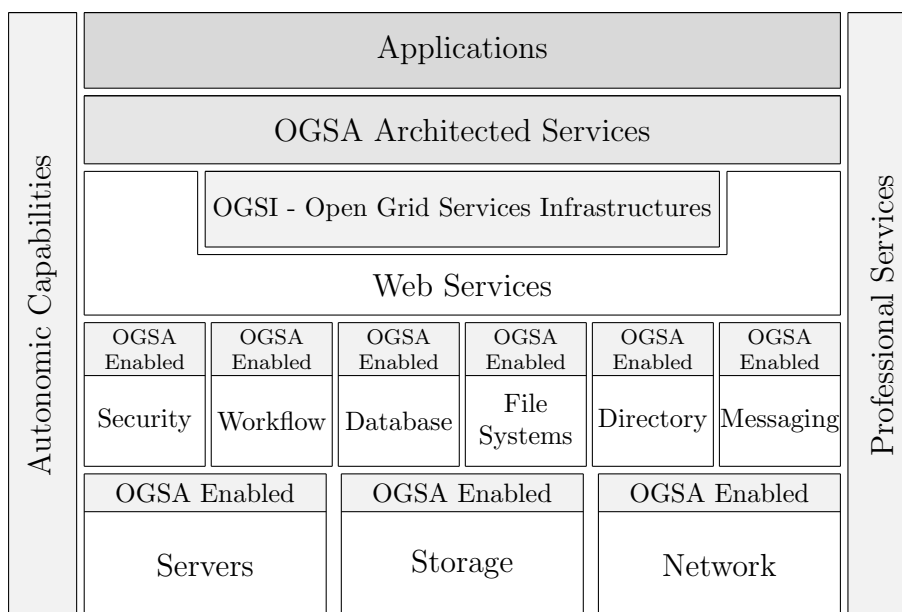 Applications
OGSA Architected Services
OGSI - Open Grid Services Infrastructures
Web Services
Autonomic Capabilities
Professional Services
OGSA
Enabled
Security
OGSA
Enabled
Workflow
OGSA
Enabled
Database
OGSA
Enabled
File
Systems
OGSA
Enabled
Directory
OGSA
Enabled
Messaging
OGSA Enabled
Servers
OGSA Enabled
Storage
OGSA Enabled
Network